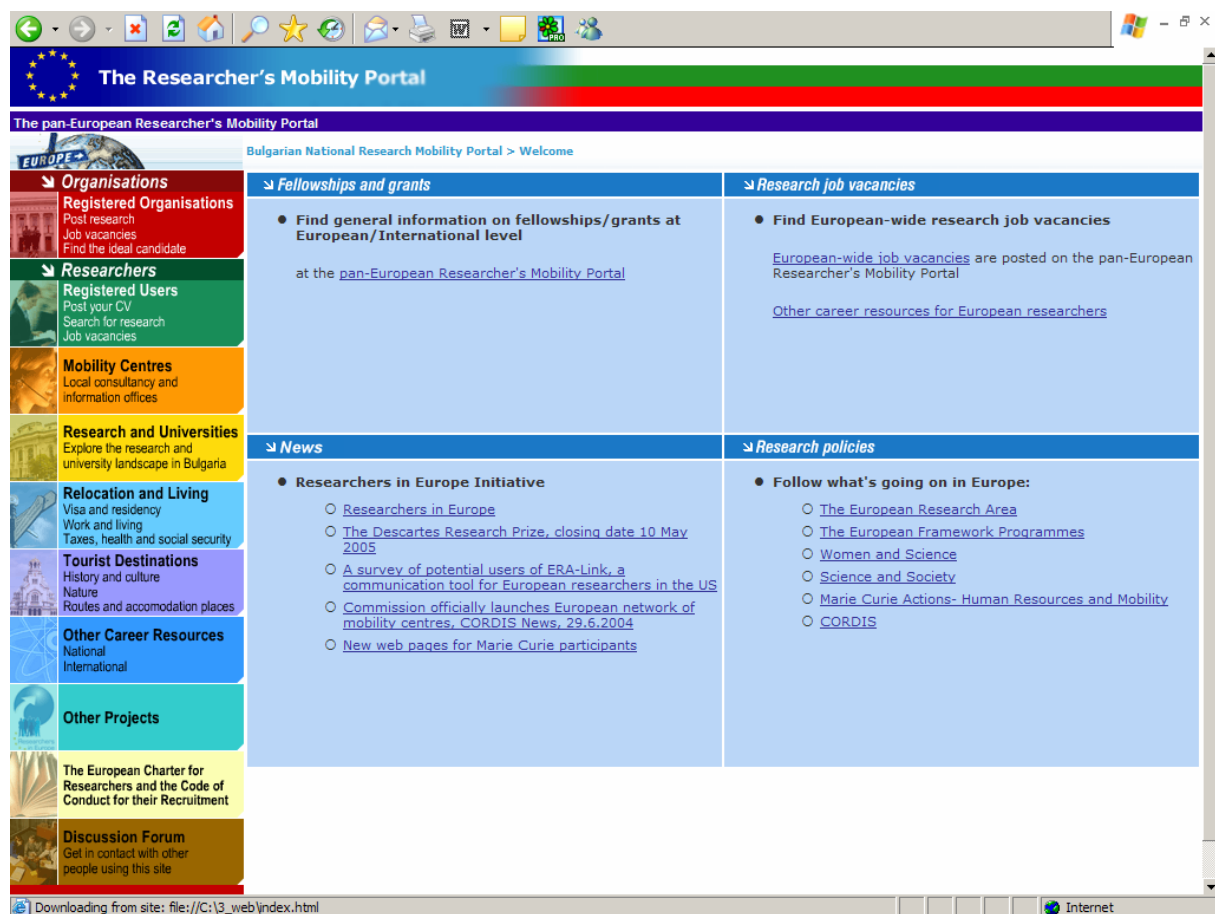 The Researcher's Mobility Portal
The pan-European Researcher's Mobility Portal
EUROPE
Bulgarian National Research Mobility Portal > Welcome
Organisations
Registered Organisations
Post research
Job vacancies
Find the ideal candidate
Researchers
Registered Users
Post your CV
Search for research
Job vacancies
Mobility Centres
Local consultancy and
information offices
Research and Universities
Explore the research and
university landscape in Bulgaria
Relocation and Living
Visa and residency
Work and living
Taxes, health and social security
Tourist Destinations
History and culture
Nature
Routes and accomodation places
Other Career Resources
National
International
Other Projects
The European Charter for
Researchers and the Code of
Conduct for their Recruitment
Discussion Forum
Get in contact with other
people using this site
Fellowships and grants
Find general information on fellowships/grants at
European/International level
at the pan-European Researcher's Mobility Portal
Research job vacancies
Find European-wide research job vacancies
European-wide job vacancies are posted on the pan-European
Researcher's Mobility Portal
Other career resources for European researchers
News
Researchers in Europe Initiative
Researchers in Europe
The Descartes Research Prize, closing date 10 May
2005
A survey of potential users of ERA-Link, a
communication tool for European researchers in the US
Commission officially launches European network of
mobility centres, CORDIS News, 29.6.2004
New web pages for Marie Curie participants
Research policies
Follow what's going on in Europe:
The European Research Area
The European Framework Programmes
Women and Science
Science and Society
Marie Curie Actions- Human Resources and Mobility
CORDIS
Downloading from site: file://C:\3_web\index.html
Internet